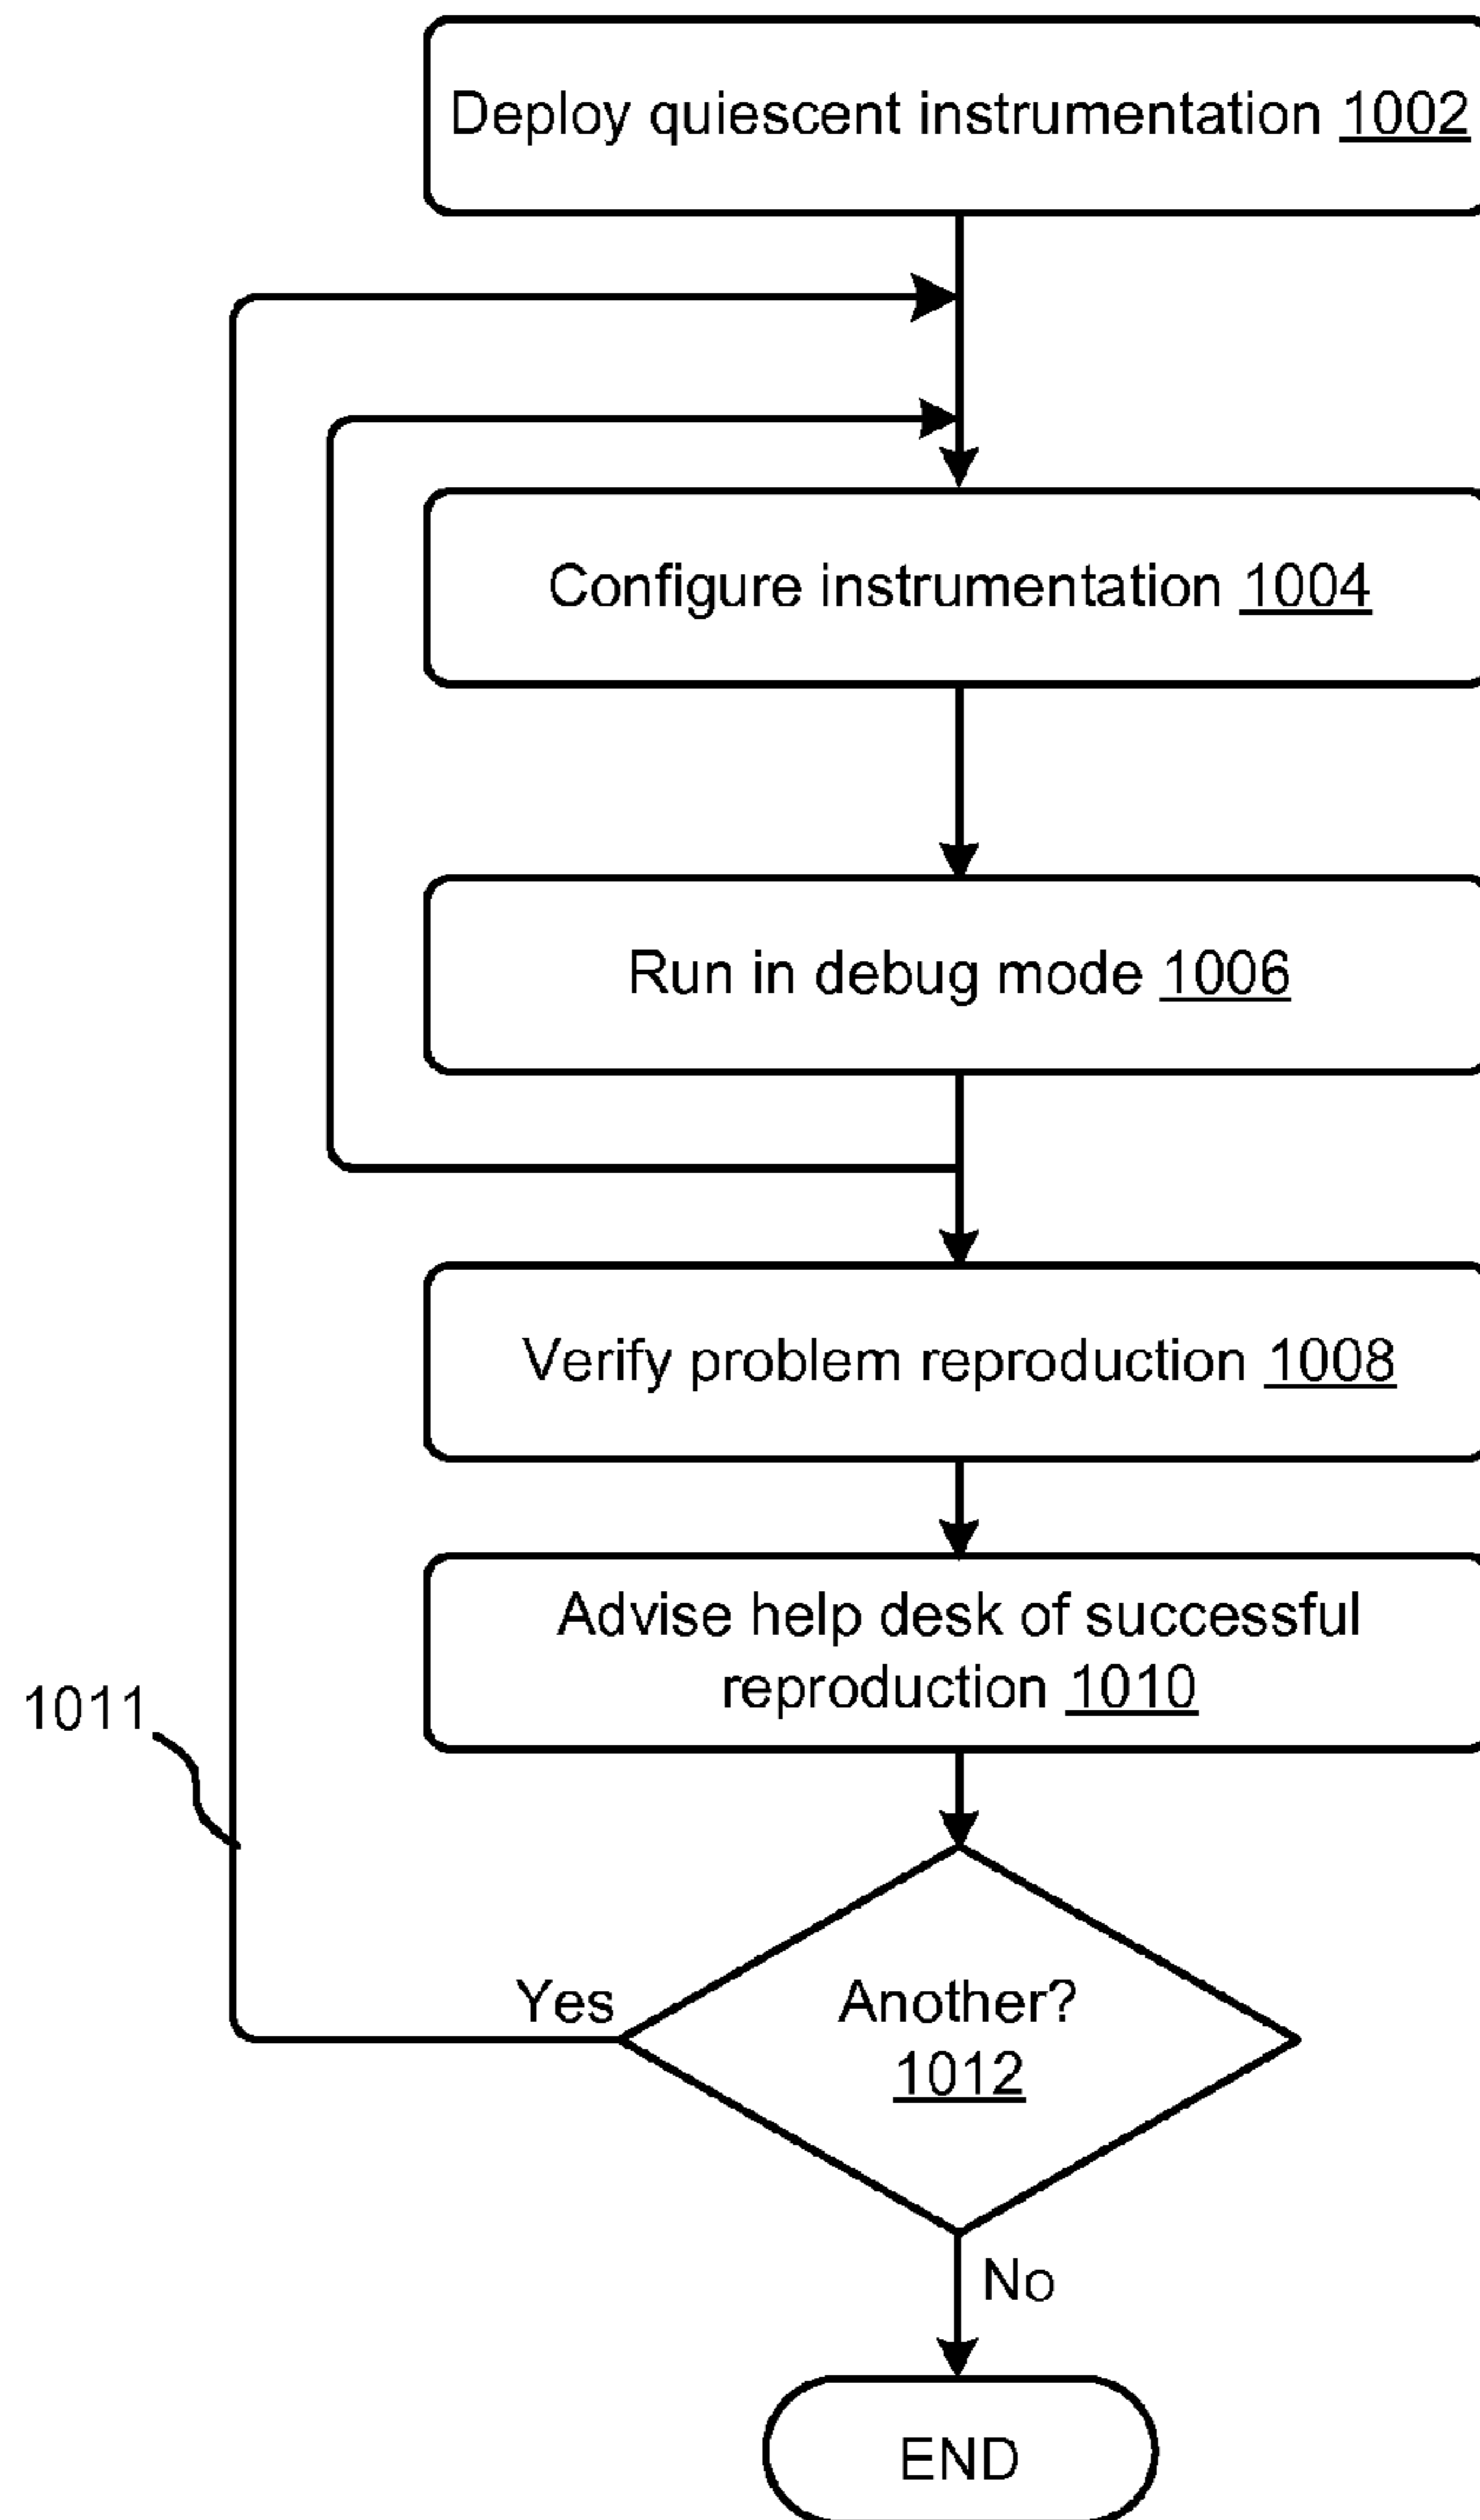 Deploy quiescent instrumentation 1002
Configure instrumentation 1004
Run in debug mode 1006
Verify problem reproduction 1008
Advise help desk of successful
reproduction 1010
1011
Yes
Another?
1012
No
END